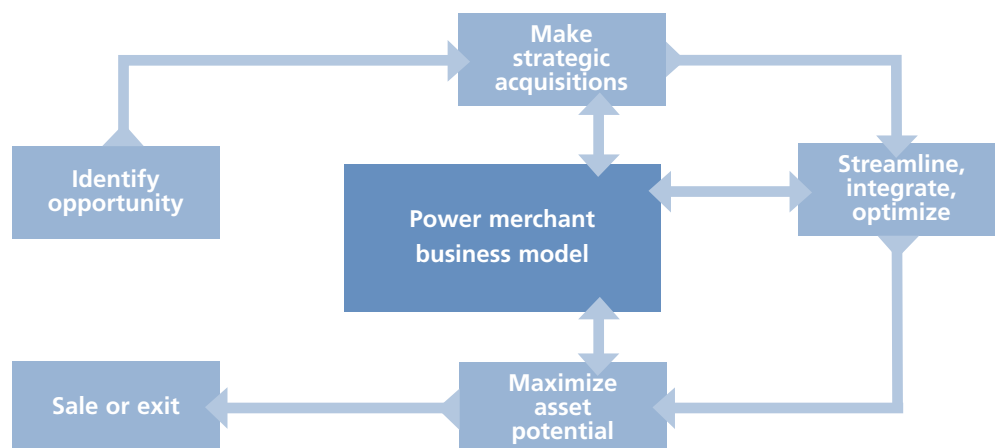 Make
strategic
acquisitions
Identify
opportunity
Streamline,
integrate,
optimize
Power merchant
business model
Maximize
asset
potential
Sale or exit